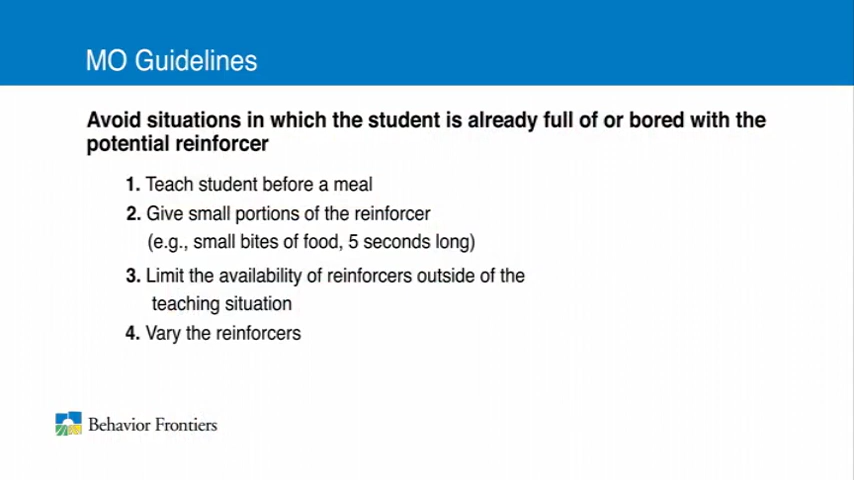 MO Guidelines
Avoid situations in which the student is already full of or bored with the
potential reinforcer
1. Teach student before a meal
2. Give small portions of the reinforcer
(e.g., small bites of food, 5 seconds long)
3. Limit the availability of reinforcers outside of the
teaching situation
4. Vary the reinforcers
Behavior Frontiers